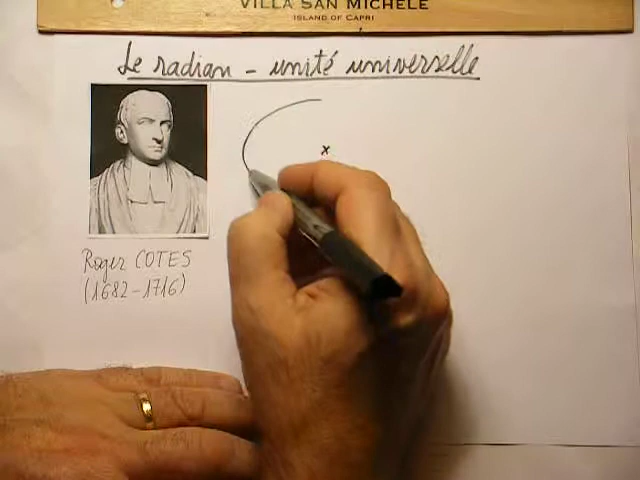 VILLA SAN MICHELE
ISLAND OF CAPRI
Le radian - unité universelle
x
Roger COTES
(1682-1716)